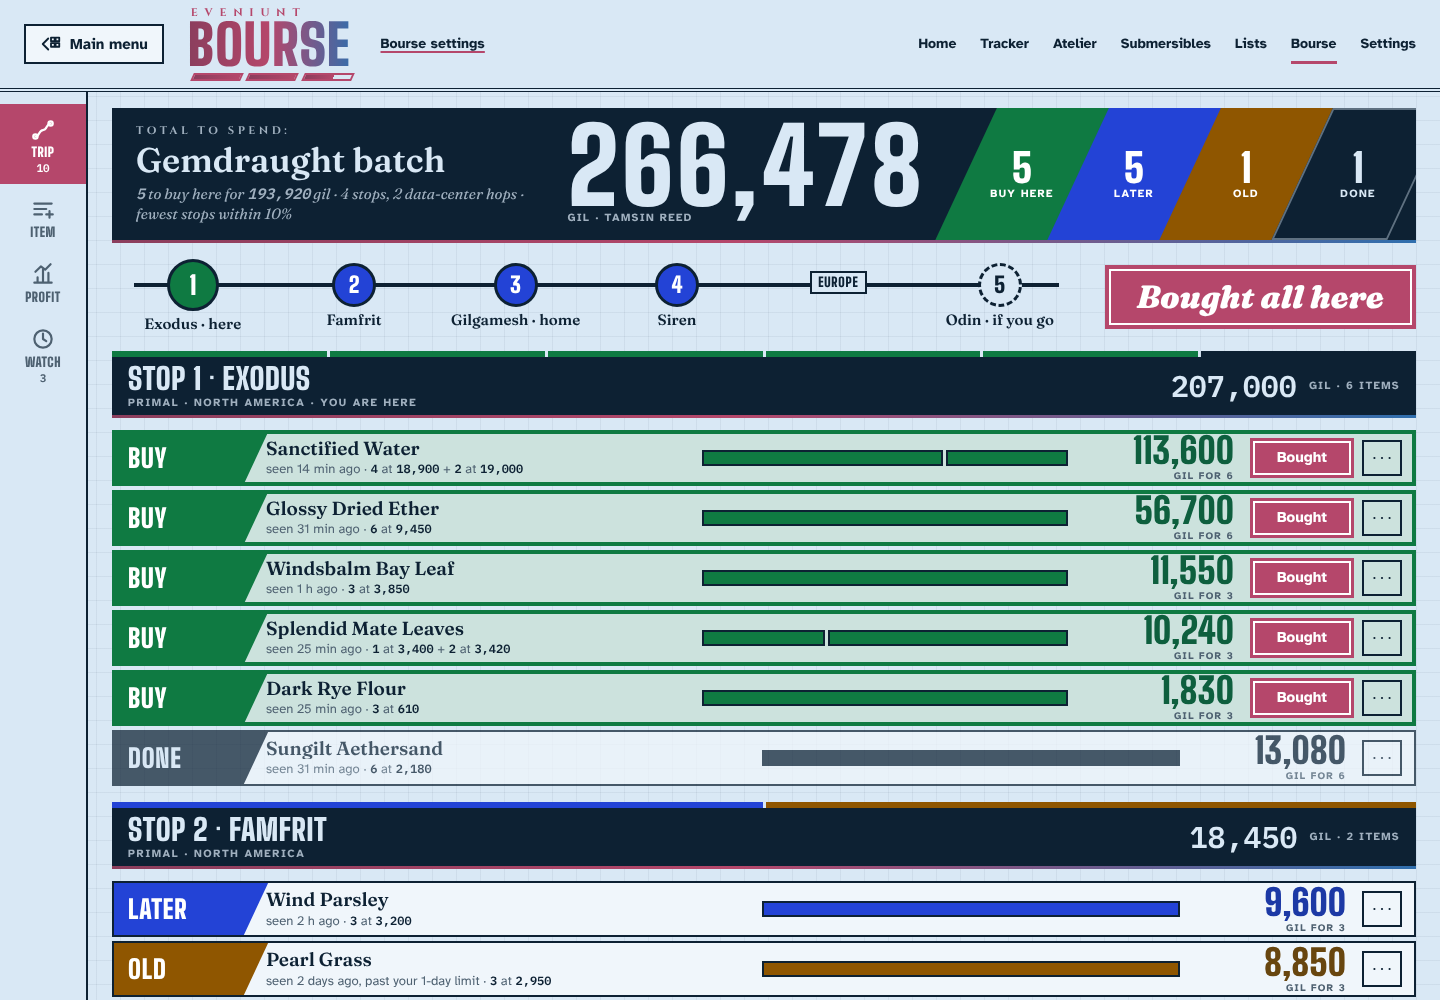 Main menu
EVENIUNT
BOURSE
Bourse settings
Home
Tracker
Atelier
Submersibles
Lists
Bourse
Settings
TRIP
10
ITEM
PROFIT
WATCH
3
TOTAL TO SPEND:
Gemdraught batch
5 to buy here for 193,920 gil · 4 stops, 2 data-center hops ·
fewest stops within 10%
266,478
GIL · TAMSIN REED
5
BUY HERE
5
LATER
1
OLD
1
DONE
1
Exodus · here
2
Famfrit
3
Gilgamesh · home
4
Siren
EUROPE
5
Odin · if you go
Bought all here
STOP 1 · EXODUS
PRIMAL · NORTH AMERICA · YOU ARE HERE
207,000 GIL · 6 ITEMS
BUY
Sanctified Water
seen 14 min ago · 4 at 18,900 + 2 at 19,000
113,600
GIL FOR 6
Bought
...
BUY
Glossy Dried Ether
seen 31 min ago · 6 at 9,450
56,700
GIL FOR 6
Bought
...
BUY
Windsbalm Bay Leaf
seen 1 h ago · 3 at 3,850
11,550
GIL FOR 3
Bought
...
BUY
Splendid Mate Leaves
seen 25 min ago · 1 at 3,400 + 2 at 3,420
10,240
GIL FOR 3
Bought
...
BUY
Dark Rye Flour
seen 25 min ago · 3 at 610
1,830
GIL FOR 3
Bought
...
DONE
Sungilt Aethersand
seen 31 min ago · 6 at 2,180
13,080
GIL FOR 6
...
STOP 2 · FAMFRIT
PRIMAL · NORTH AMERICA
18,450 GIL · 2 ITEMS
LATER
Wind Parsley
seen 2 h ago · 3 at 3,200
9,600
GIL FOR 3
...
OLD
Pearl Grass
seen 2 days ago, past your 1-day limit · 3 at 2,950
8,850
GIL FOR 3
...